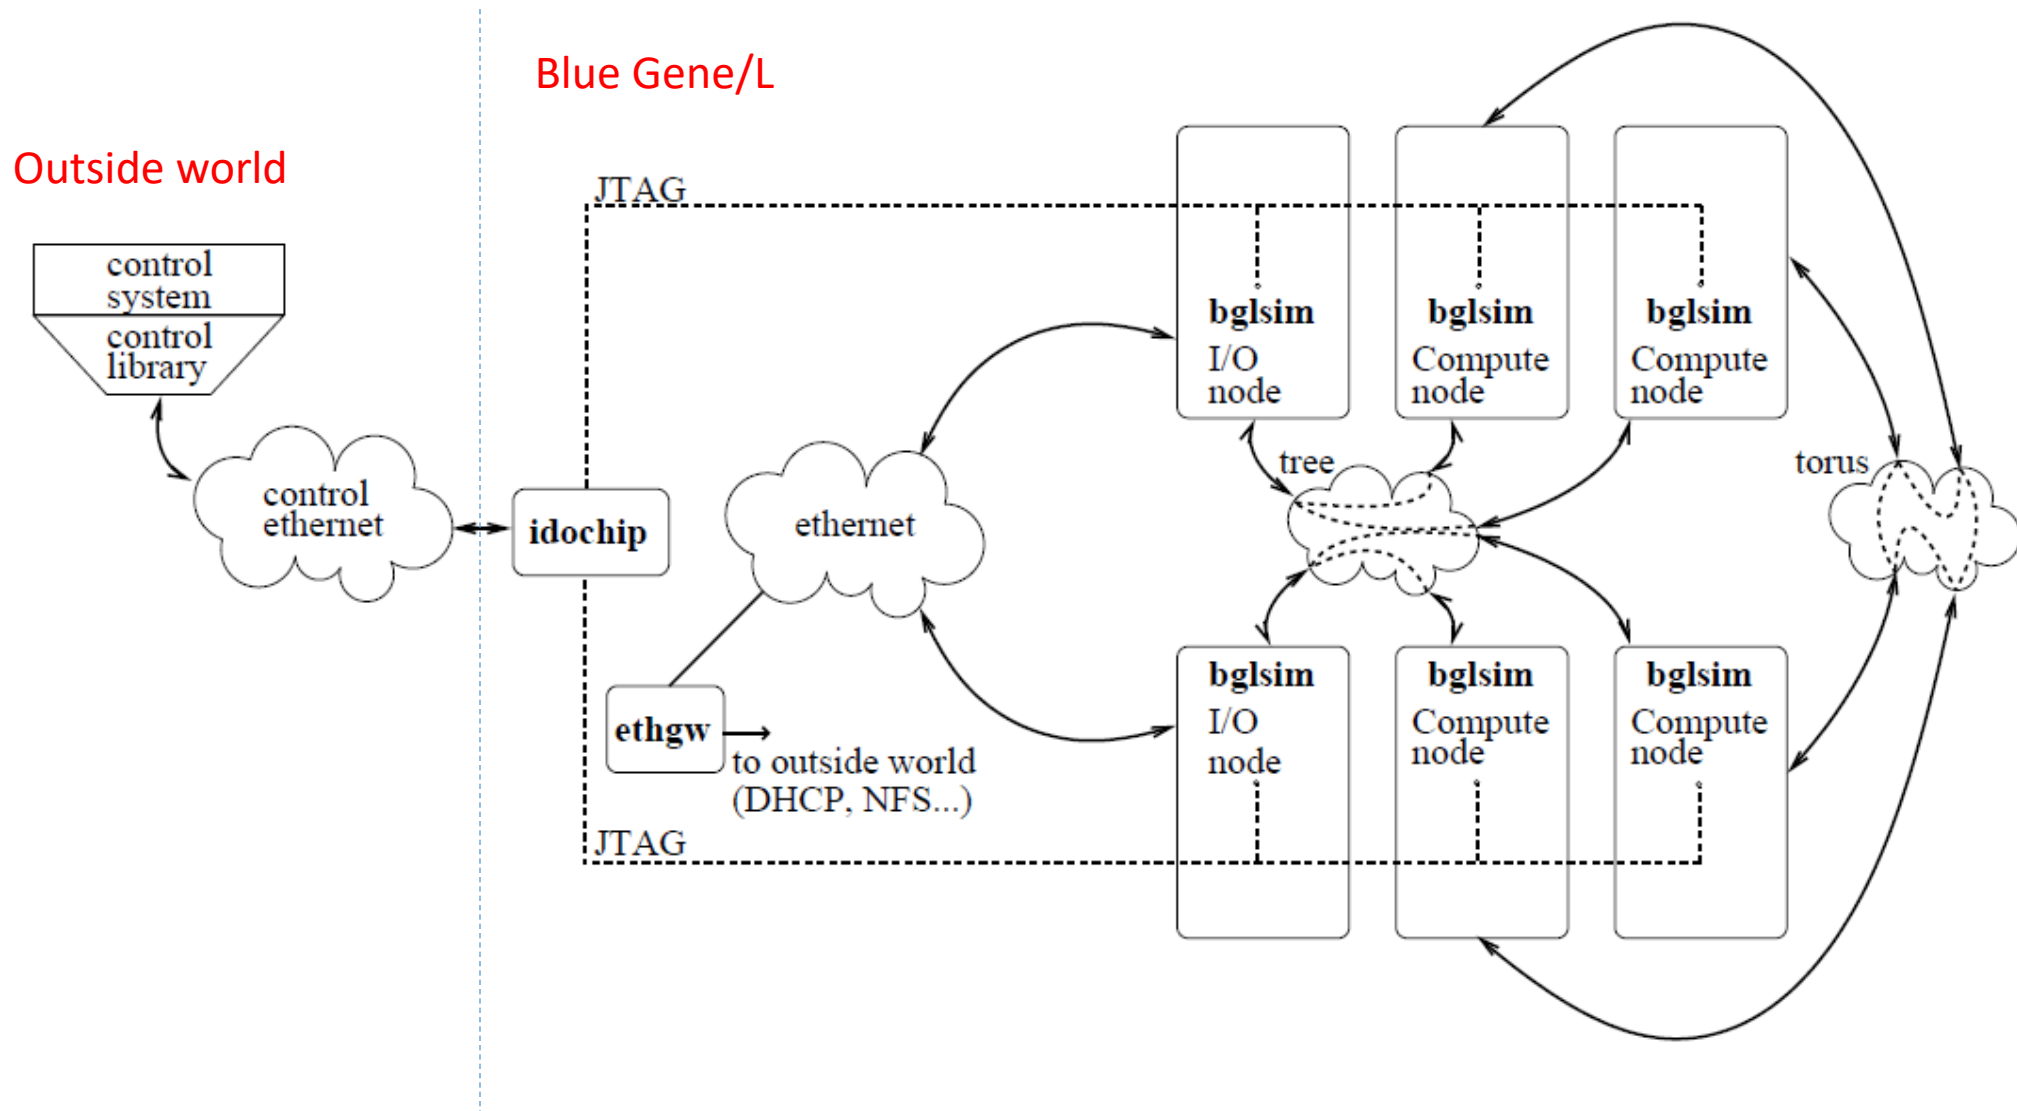 Blue Gene/L
Outside world
JTAG
control
system
control
library
bglsim
I/O
node
bglsim
Compute
node
bglsim
Compute
node
tree
torus
control
ethernet
idochip
ethernet
ethgw
to outside world
(DHCP, NFS...)
bglsim
I/O
node
bglsim
Compute
node
bglsim
Compute
node
JTAG